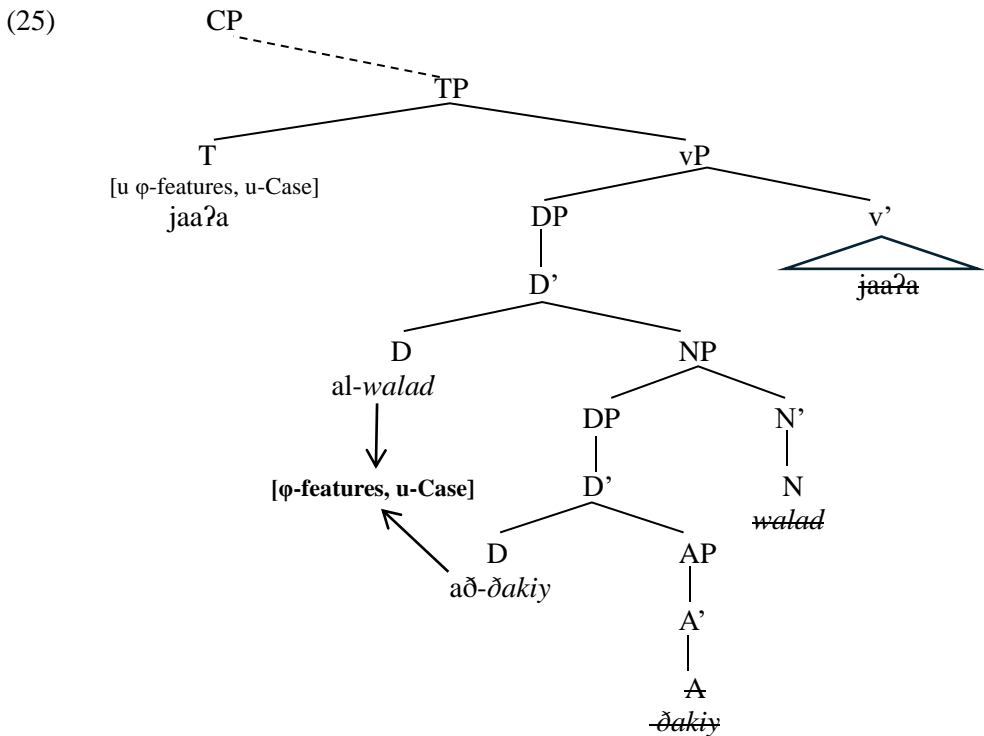 (25) CP
TP
T vP
[u φ-features, u-Case]
jaaʔa
DP v’
jaaʔa
D’
D NP
al-walad
DP N’
[φ-features, u-Case] D’ N
walad
D AP
að-ðakiy
A’
A
ðakiy